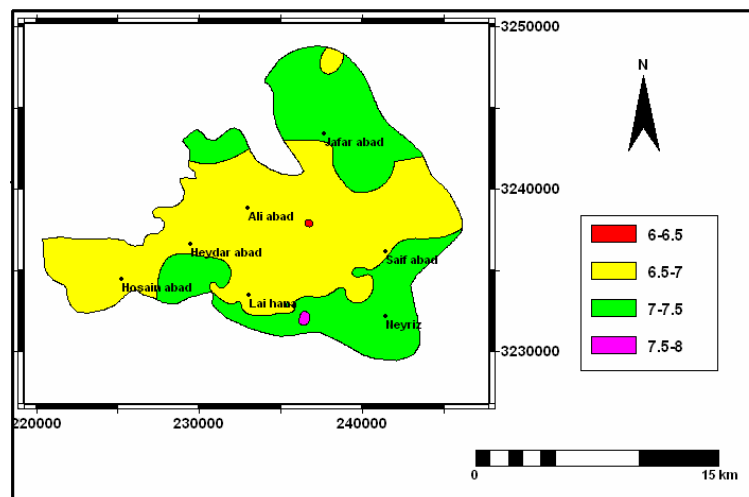 3250000
N
Jafar abad
3240000
Ali abad
6-6.5
Heydar abad
Saif abad
6.5-7
Hosain abad
Lai hana
7-7.5
Neyriz
7.5-8
3230000
220000
230000
240000
0
15 km